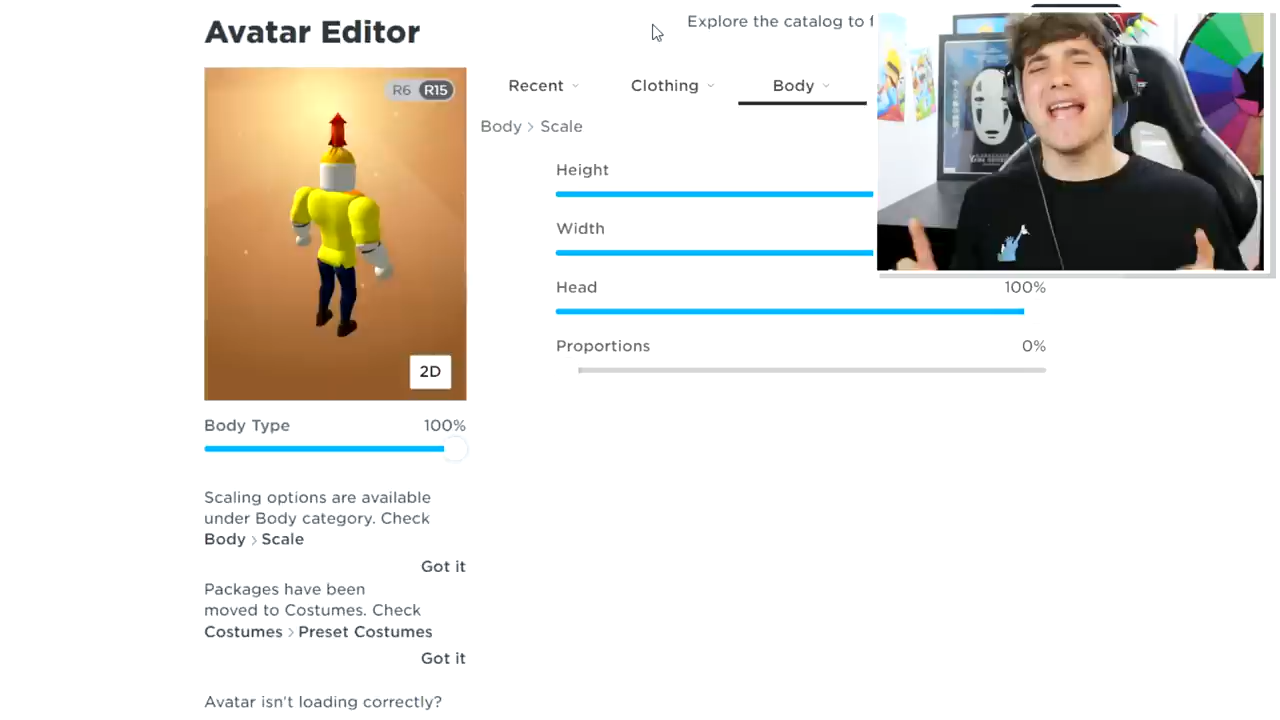 Avatar Editor
Explore the catalog to f
R6 R15
Recent
Clothing
Body
Body > Scale
Height
Width
Head 100%
Proportions 0%
2D
Body Type 100%
Scaling options are available
under Body category. Check
Body > Scale
Got it
Packages have been
moved to Costumes. Check
Costumes > Preset Costumes
Got it
Avatar isn't loading correctly?